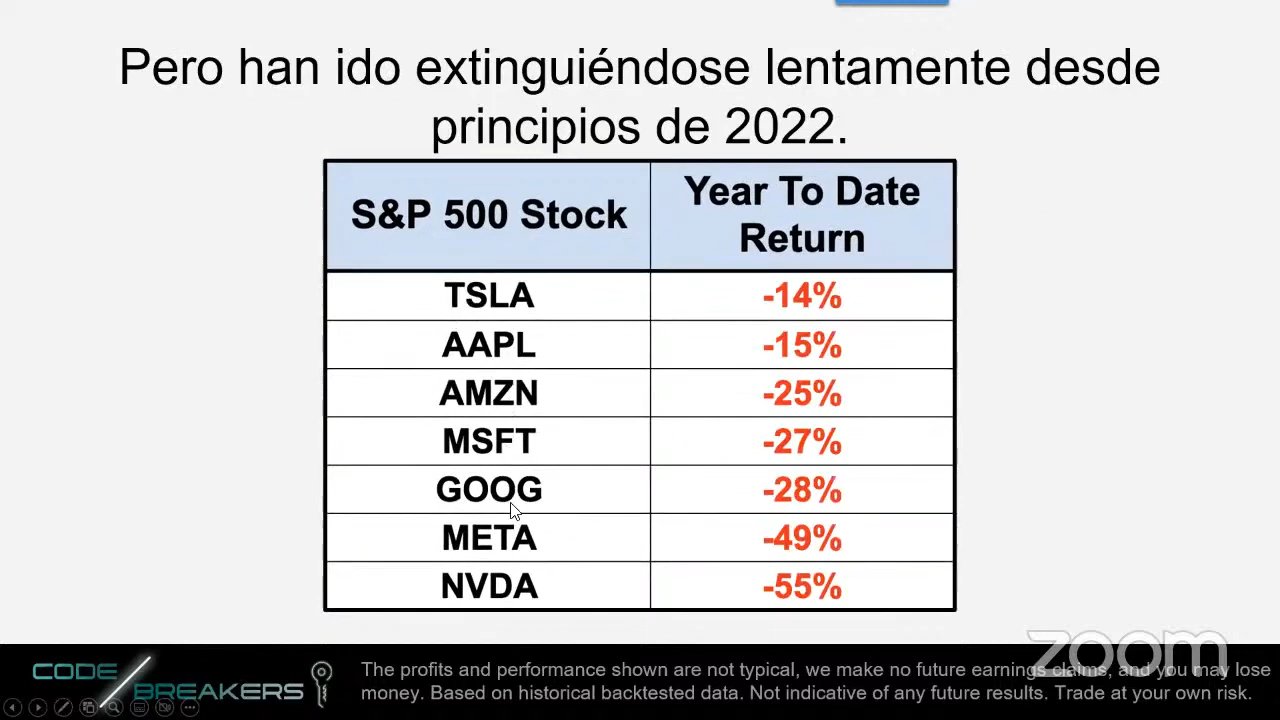 Pero han ido extinguiéndose lentamente desde
principios de 2022.
S&P 500 Stock
Year To Date
Return
TSLA -14%
AAPL -15%
AMZN -25%
MSFT -27%
GOOG -28%
META -49%
NVDA -55%
zoom
CODE
BREAKERS
The profits and performance shown are not typical, we make no future earnings claims, and you may lose
money. Based on historical backtested data. Not indicative of any future results. Trade at your own risk.